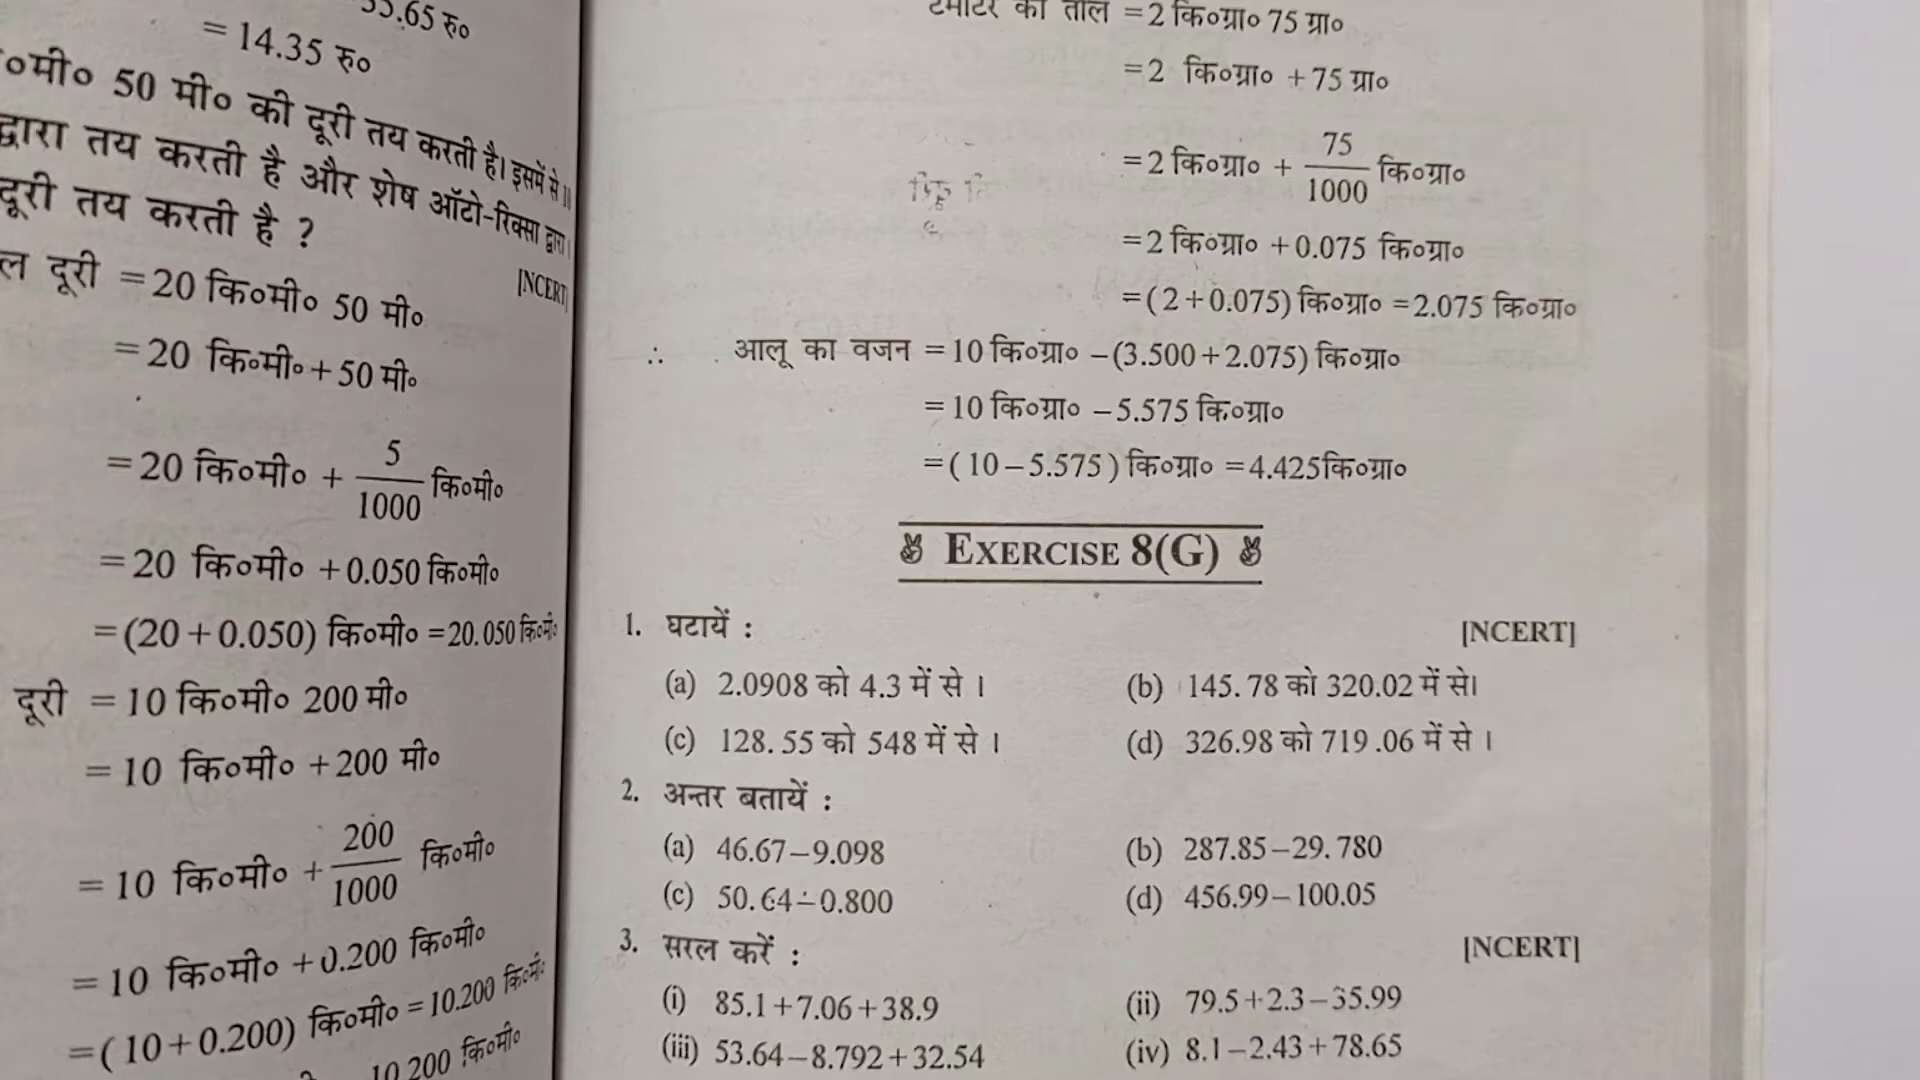 55.65 रु०
= 14.35 रु०
०मी० 50 मी० की दूरी तय करती है। इसमें से
द्वारा तय करती है और शेष ऑटो-रिक्सा द्वारा।
दूरी तय करती है ?
[NCERT]
ल दूरी = 20 कि०मी० 50 मी०
= 20 कि०मी० + 50 मी०
= 20 कि०मी० + 5/1000 कि०मी०
= 20 कि०मी० + 0.050 कि०मी०
= (20 + 0.050) कि०मी० = 20.050 कि०मी०
दूरी = 10 कि०मी० 200 मी०
= 10 कि०मी० + 200 मी०
= 10 कि०मी० + 200/1000 कि०मी०
= 10 कि०मी० + 0.200 कि०मी०
= ( 10 + 0.200) कि०मी० = 10.200 कि०मी०
10.200 कि०मी०
टमाटर का तौल = 2 कि०ग्रा० 75 ग्रा०
= 2 कि०ग्रा० + 75 ग्रा०
= 2 कि०ग्रा० + 75/1000 कि०ग्रा०
= 2 कि०ग्रा० + 0.075 कि०ग्रा०
= ( 2 + 0.075) कि०ग्रा० = 2.075 कि०ग्रा०
∴ आलू का वजन = 10 कि०ग्रा० – (3.500 + 2.075) कि०ग्रा०
= 10 कि०ग्रा० – 5.575 कि०ग्रा०
= ( 10 – 5.575 ) कि०ग्रा० = 4.425 कि०ग्रा०
EXERCISE 8(G)
1. घटायें : [NCERT]
(a) 2.0908 को 4.3 में से । (b) 145.78 को 320.02 में से।
(c) 128.55 को 548 में से । (d) 326.98 को 719.06 में से ।
2. अन्तर बतायें :
(a) 46.67 – 9.098 (b) 287.85 – 29.780
(c) 50.64 – 0.800 (d) 456.99 – 100.05
3. सरल करें : [NCERT]
(i) 85.1 + 7.06 + 38.9 (ii) 79.5 + 2.3 – 35.99
(iii) 53.64 – 8.792 + 32.54 (iv) 8.1 – 2.43 + 78.65